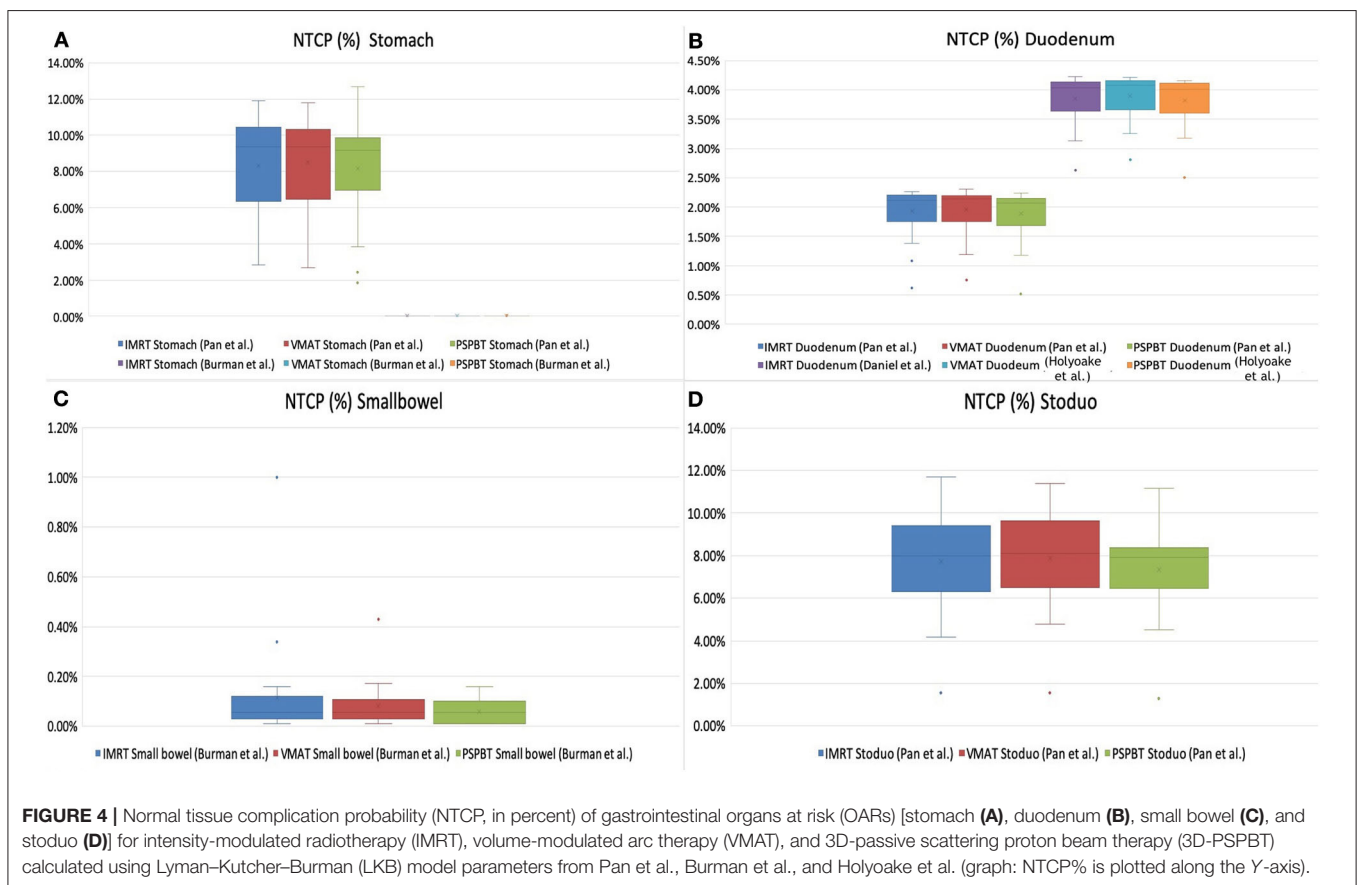 A
NTCP (%) Stomach
14.00%
12.00%
10.00%
8.00%
6.00%
4.00%
2.00%
0.00%
IMRT Stomach (Pan et al.) VMAT Stomach (Pan et al.) PSPBT Stomach (Pan et al.)
IMRT Stomach (Burman et al.) VMAT Stomach (Burman et al.) PSPBT Stomach (Burman et al.)
B
NTCP (%) Duodenum
4.50%
4.00%
3.50%
3.00%
2.50%
2.00%
1.50%
1.00%
0.50%
0.00%
IMRT Duodenum (Pan et al.) VMAT Duodenum (Pan et al.) PSPBT Duodenum (Pan et al.)
IMRT Duodenum (Daniel et al.) VMAT Duodeum (Holyoake et al.) PSPBT Duodenum (Holyoake et al.)
C
NTCP (%) Smallbowel
1.20%
1.00%
0.80%
0.60%
0.40%
0.20%
0.00%
IMRT Small bowel (Burman et al.) VMAT Small bowel (Burman et al.) PSPBT Small bowel (Burman et al.)
D
NTCP (%) Stoduo
14.00%
12.00%
10.00%
8.00%
6.00%
4.00%
2.00%
0.00%
IMRT Stoduo (Pan et al.) VMAT Stoduo (Pan et al.) PSPBT Stoduo (Pan et al.)
FIGURE 4 | Normal tissue complication probability (NTCP, in percent) of gastrointestinal organs at risk (OARs) [stomach (A), duodenum (B), small bowel (C), and
stoduo (D)] for intensity-modulated radiotherapy (IMRT), volume-modulated arc therapy (VMAT), and 3D-passive scattering proton beam therapy (3D-PSPBT)
calculated using Lyman–Kutcher–Burman (LKB) model parameters from Pan et al., Burman et al., and Holyoake et al. (graph: NTCP% is plotted along the Y-axis).